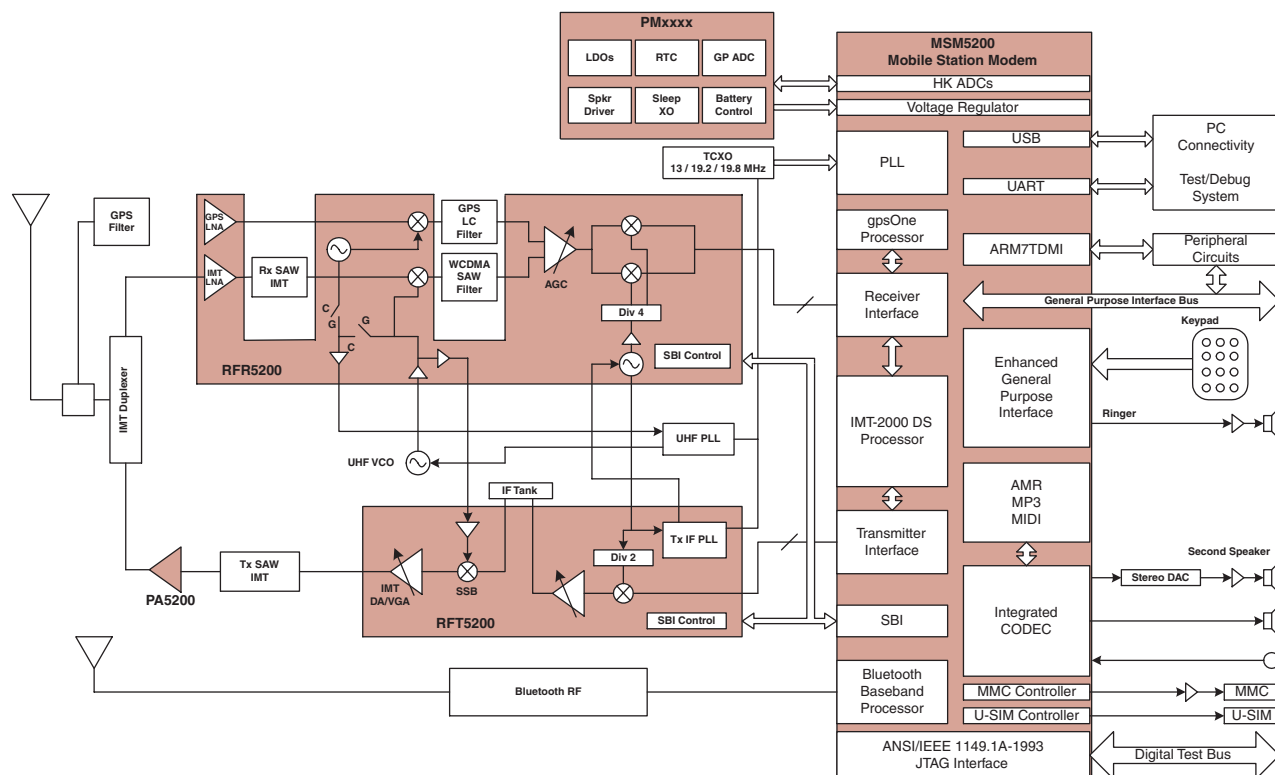 PMxxxx
LDOs
RTC
GP ADC
Spkr
Driver
Sleep
XO
Battery
Control
MSM5200
Mobile Station Modem
HK ADCs
Voltage Regulator
TCXO
13 / 19.2 / 19.8 MHz
PLL
USB
UART
PC
Connectivity
Test/Debug
System
gpsOne
Processor
ARM7TDMI
Peripheral
Circuits
Receiver
Interface
General Purpose Interface Bus
GPS
Filter
GPS
LNA
GPS
LC
Filter
IMT
LNA
Rx SAW
IMT
WCDMA
SAW
Filter
AGC
C
G
G
C
Div 4
SBI Control
RFR5200
IMT Duplexer
Keypad
Enhanced
General
Purpose
Interface
Ringer
IMT-2000 DS
Processor
UHF PLL
UHF VCO
IF Tank
AMR
MP3
MIDI
Transmitter
Interface
Tx IF PLL
Div 2
Tx SAW
IMT
PA5200
IMT
DA/VGA
SSB
RFT5200
SBI Control
SBI
Integrated
CODEC
Second Speaker
Stereo DAC
Bluetooth RF
Bluetooth
Baseband
Processor
MMC Controller
MMC
U-SIM Controller
U-SIM
ANSI/IEEE 1149.1A-1993
JTAG Interface
Digital Test Bus